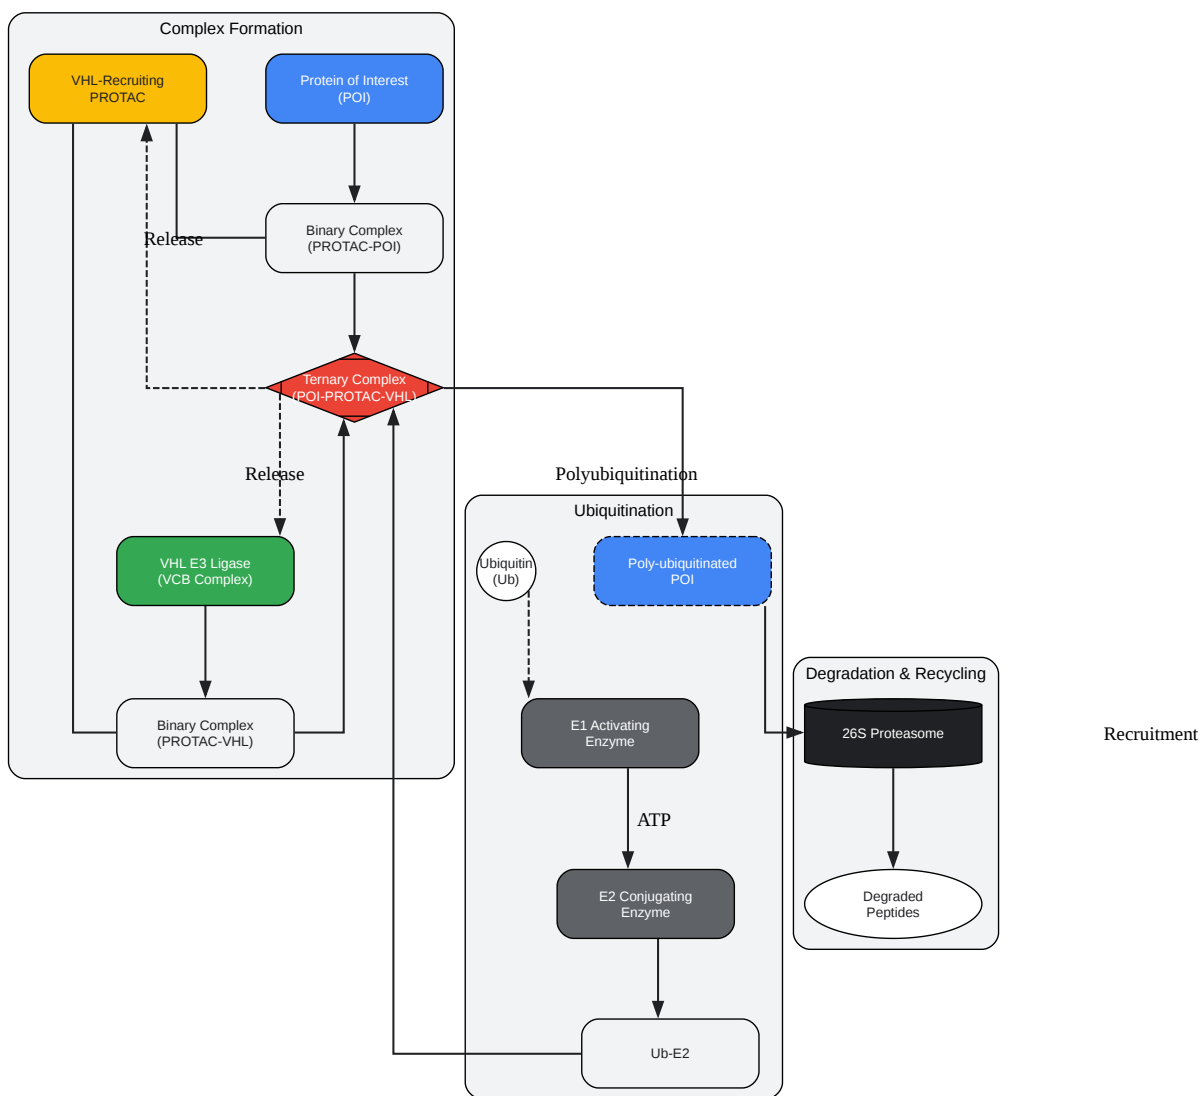 Complex Formation
VHL-Recruiting
PROTAC
Protein of Interest
(POI)
Binary Complex
(PROTAC-POI)
Release
Ternary Complex
(POI-PROTAC-VHL)
Release
Polyubiquitination
Ubiquitination
VHL E3 Ligase
(VCB Complex)
Ubiquitin
(Ub)
Poly-ubiquitinated
POI
Degradation & Recycling
Binary Complex
(PROTAC-VHL)
E1 Activating
Enzyme
26S Proteasome
Recruitment
ATP
E2 Conjugating
Enzyme
Degraded
Peptides
Ub-E2